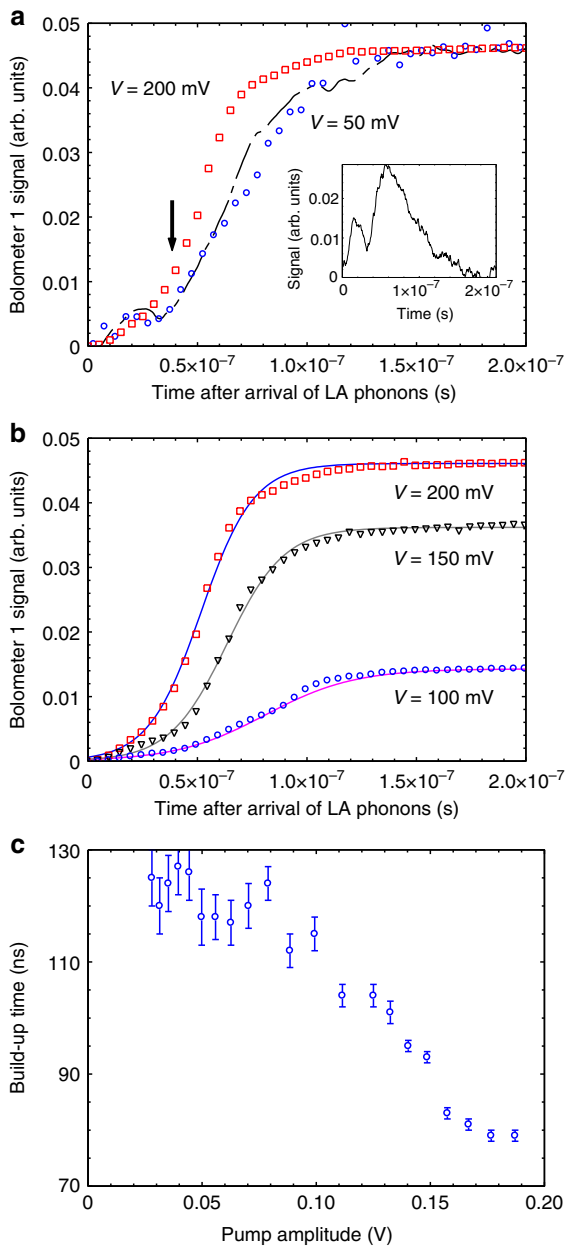 a
0.05
0.04
0.03
0.02
0.01
0
Bolometer 1 signal (arb. units)
V = 200 mV
V = 50 mV
Signal (arb. units)
0.02
0.01
0
0
1×10⁻⁷
2×10⁻⁷
Time (s)
0
0.5×10⁻⁷
1.0×10⁻⁷
1.5×10⁻⁷
2.0×10⁻⁷
Time after arrival of LA phonons (s)
b
0.05
0.04
0.03
0.02
0.01
0
Bolometer 1 signal (arb. units)
V = 200 mV
V = 150 mV
V = 100 mV
0
0.5×10⁻⁷
1.0×10⁻⁷
1.5×10⁻⁷
2.0×10⁻⁷
Time after arrival of LA phonons (s)
c
130
110
90
70
Build-up time (ns)
0
0.05
0.10
0.15
0.20
Pump amplitude (V)